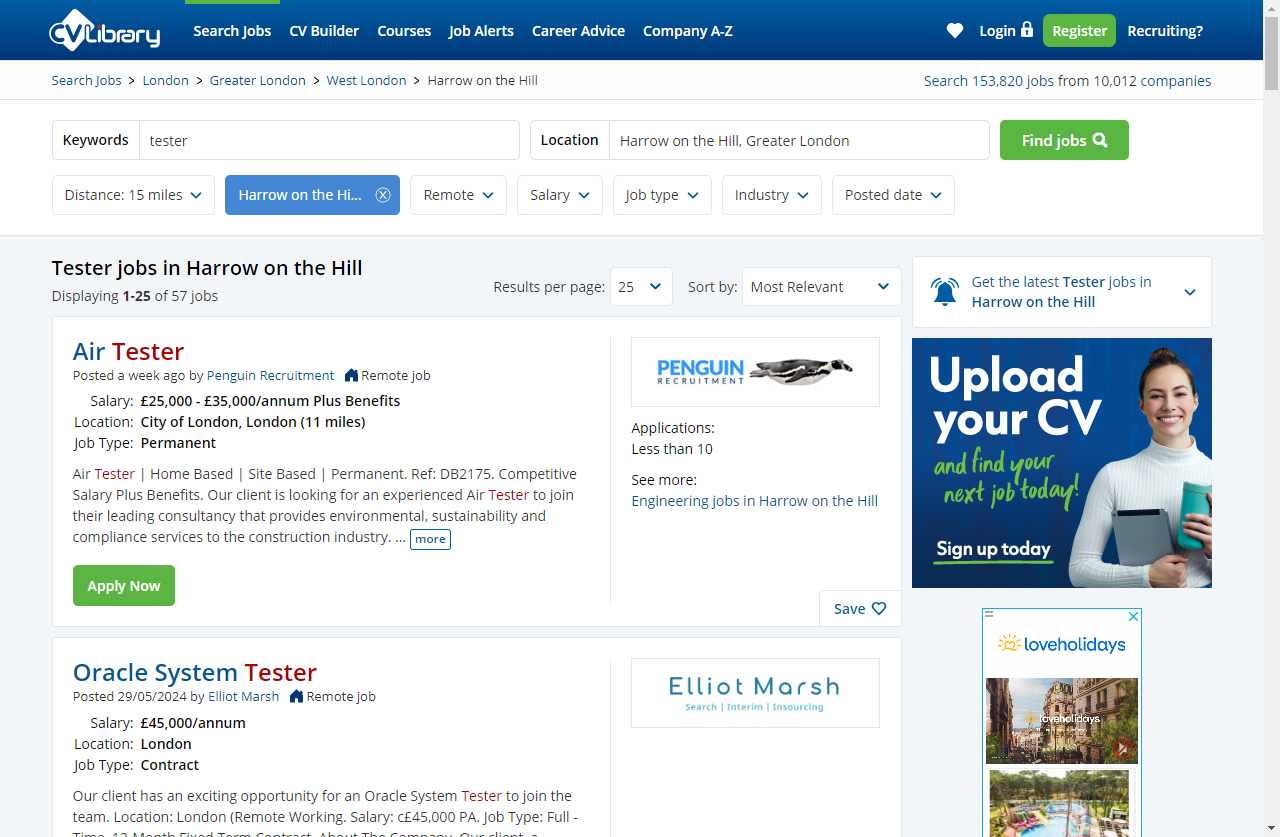 CVLibrary
Search Jobs
CV Builder
Courses
Job Alerts
Career Advice
Company A-Z
Login
Register
Recruiting?
Search Jobs > London > Greater London > West London > Harrow on the Hill
Search 153,820 jobs from 10,012 companies
Keywords
tester
Location
Harrow on the Hill, Greater London
Find jobs
Distance: 15 miles
Harrow on the Hi...
Remote
Salary
Job type
Industry
Posted date
Tester jobs in Harrow on the Hill
Displaying 1-25 of 57 jobs
Results per page: 25
Sort by: Most Relevant
Air Tester
Posted a week ago by Penguin Recruitment Remote job
Salary: £25,000 - £35,000/annum Plus Benefits
Location: City of London, London (11 miles)
Job Type: Permanent
Air Tester | Home Based | Site Based | Permanent. Ref: DB2175. Competitive
Salary Plus Benefits. Our client is looking for an experienced Air Tester to join
their leading consultancy that provides environmental, sustainability and
compliance services to the construction industry. ... more
Apply Now
PENGUIN
RECRUITMENT
Applications:
Less than 10
See more:
Engineering jobs in Harrow on the Hill
Save
Oracle System Tester
Posted 29/05/2024 by Elliot Marsh Remote job
Salary: £45,000/annum
Location: London
Job Type: Contract
Our client has an exciting opportunity for an Oracle System Tester to join the
team. Location: London (Remote Working. Salary: c£45,000 PA. Job Type: Full -
Time, 12 Month Fixed Term Contract. About The Company. Our client, a
Elliot Marsh
Search | Interim | Insourcing
Get the latest Tester jobs in
Harrow on the Hill
Upload
your CV
and find your
next job today!
Sign up today
loveholidays
loveholidays